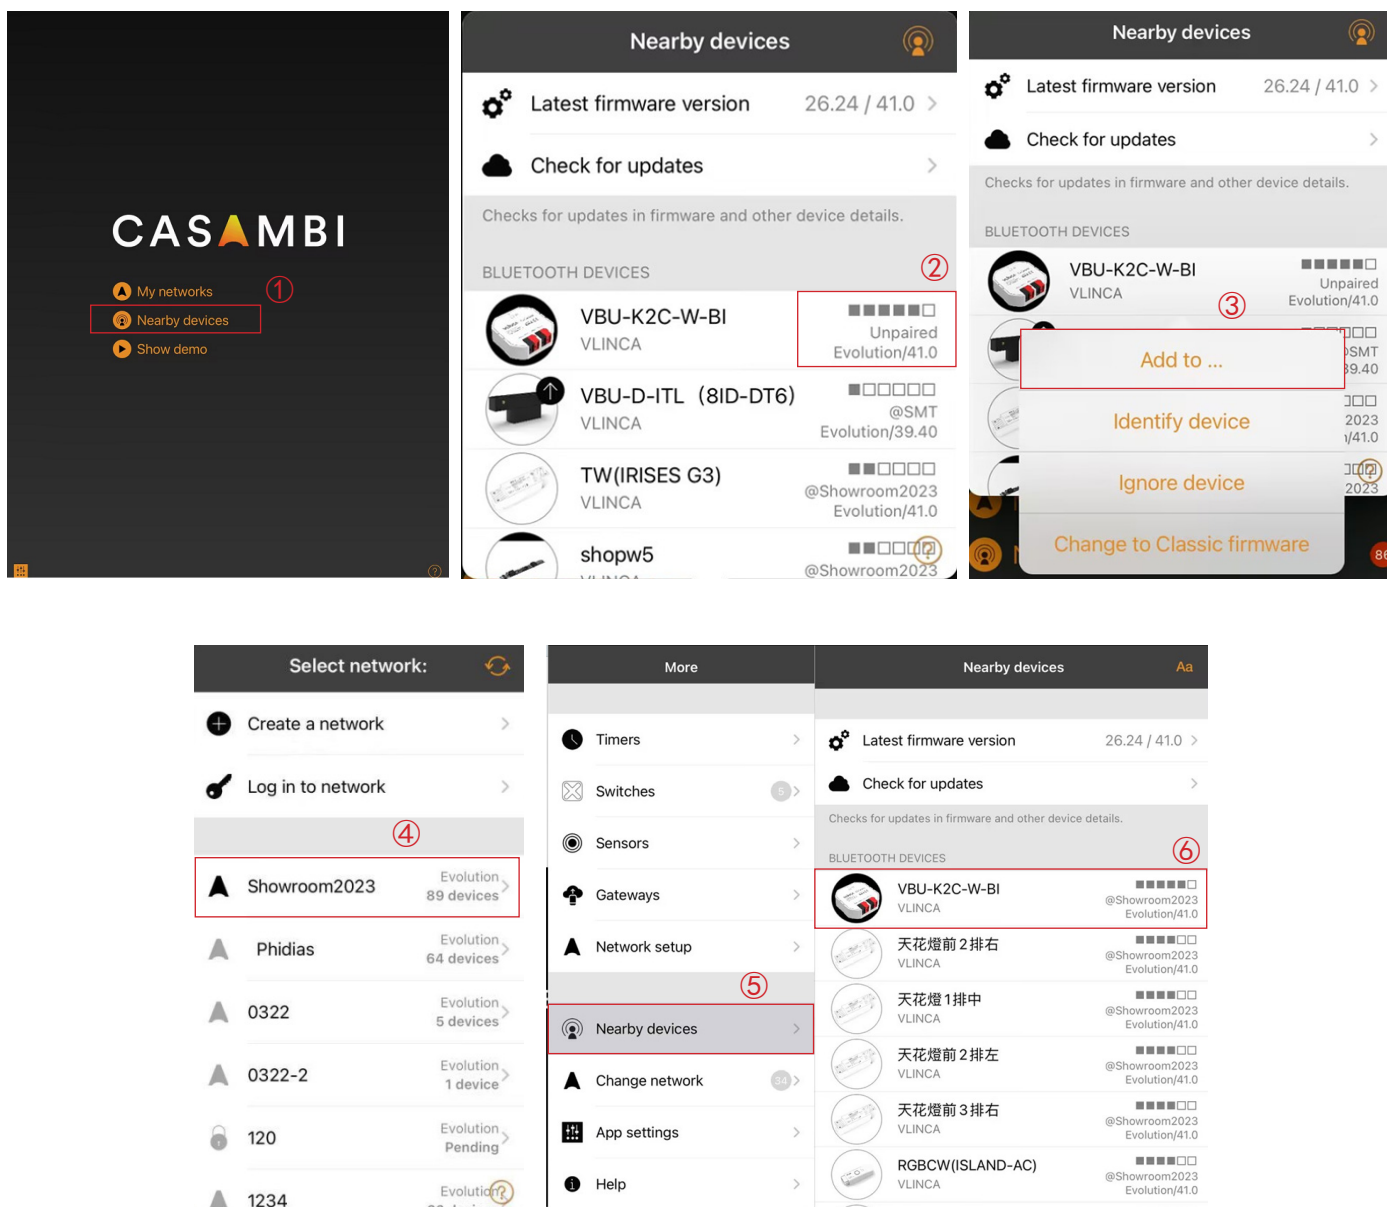 CASAMBI
My networks
①
Nearby devices
Show demo
?
Nearby devices
Latest firmware version 26.24 / 41.0
Check for updates
Checks for updates in firmware and other device details.
BLUETOOTH DEVICES
②
VBU-K2C-W-BI
VLINCA
Unpaired
Evolution/41.0
VBU-D-ITL（8ID-DT6)
VLINCA
@SMT
Evolution/39.40
TW(IRISES G3)
VLINCA
@Showroom2023
Evolution/41.0
shopw5
VLINCA
@Showroom2023
?
Nearby devices
Latest firmware version 26.24 / 41.0
Check for updates
Checks for updates in firmware and other device details.
BLUETOOTH DEVICES
VBU-K2C-W-BI
VLINCA
Unpaired
Evolution/41.0
③
Add to ...
Identify device
Ignore device
Change to Classic firmware
SMT
39.40
2023
/41.0
?
2023
86
Select network:
Create a network
Log in to network
④
Showroom2023
Evolution
89 devices
Phidias
Evolution
64 devices
0322
Evolution
5 devices
0322-2
Evolution
1 device
120
Evolution
Pending
1234
?
More
Timers
Switches 5
Sensors
Gateways
Network setup
⑤
Nearby devices
Change network 34
App settings
Help
Nearby devices Aa
Latest firmware version 26.24 / 41.0
Check for updates
Checks for updates in firmware and other device details.
BLUETOOTH DEVICES
⑥
VBU-K2C-W-BI
VLINCA
@Showroom2023
Evolution/41.0
天花燈前2排右
VLINCA
@Showroom2023
Evolution/41.0
天花燈1排中
VLINCA
@Showroom2023
Evolution/41.0
天花燈前2排左
VLINCA
@Showroom2023
Evolution/41.0
天花燈前3排右
VLINCA
@Showroom2023
Evolution/41.0
RGBCW(ISLAND-AC)
VLINCA
@Showroom2023
Evolution/41.0